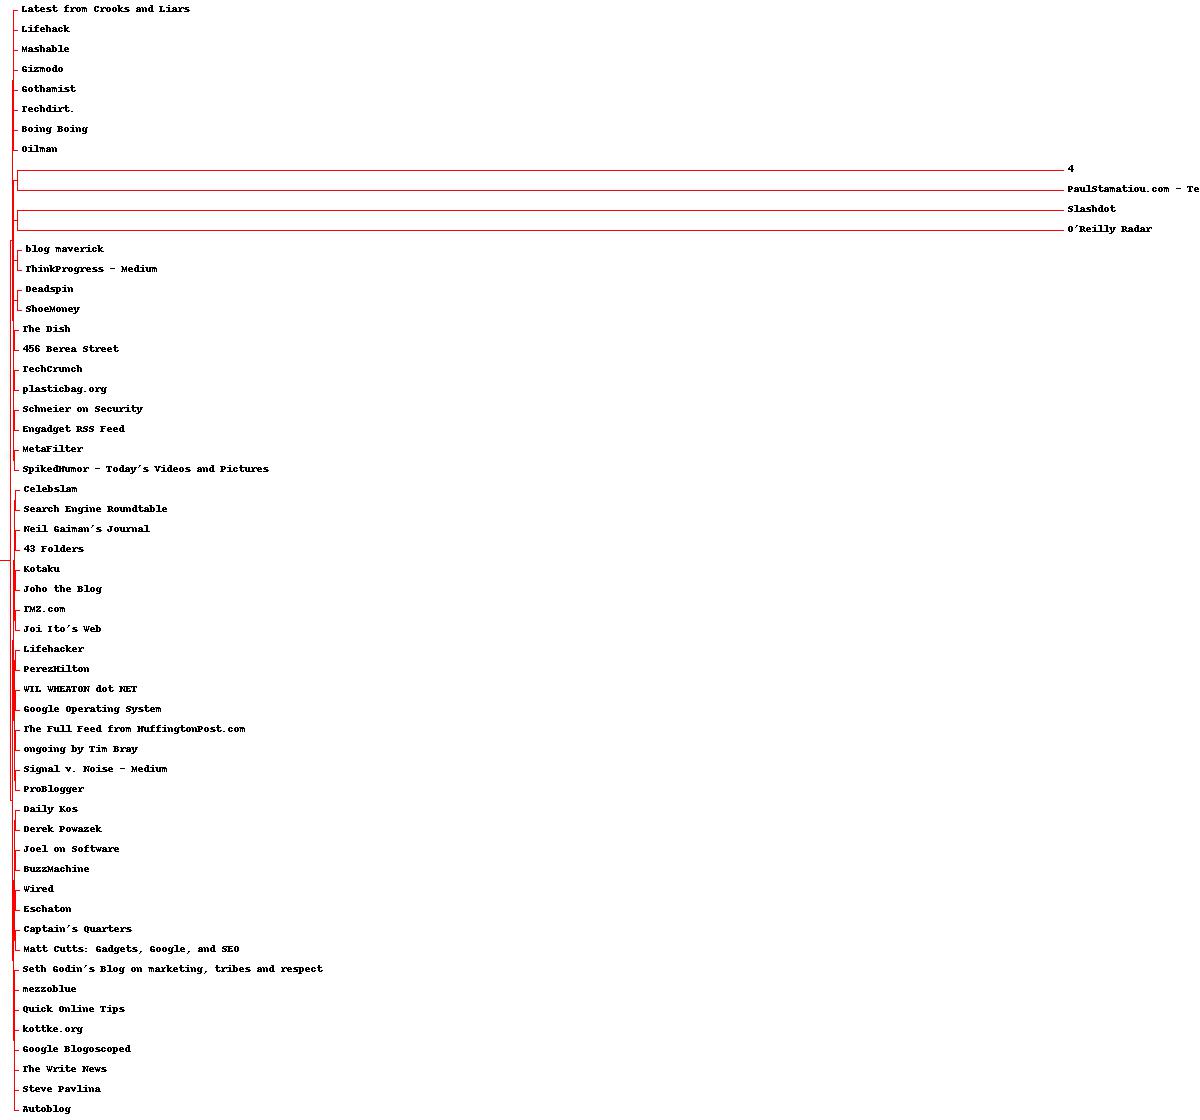 Latest from Crooks and Liars
Lifehack
Mashable
Gizmodo
Gothamist
Techdirt.
Boing Boing
Oilman
4
PaulStamatiou.com - Te
Slashdot
O'Reilly Radar
blog maverick
ThinkProgress - Medium
Deadspin
ShoeMoney
The Dish
456 Berea Street
TechCrunch
plasticbag.org
Schneier on Security
Engadget RSS Feed
MetaFilter
SpikedHumor - Today's Videos and Pictures
Celebslam
Search Engine Roundtable
Neil Gaiman's Journal
43 Folders
Kotaku
Joho the Blog
TMZ.com
Joi Ito's Web
Lifehacker
PerezHilton
WIL WHEATON dot NET
Google Operating System
The Full Feed from HuffingtonPost.com
ongoing by Tim Bray
Signal v. Noise - Medium
ProBlogger
Daily Kos
Derek Powazek
Joel on Software
BuzzMachine
Wired
Eschaton
Captain's Quarters
Matt Cutts: Gadgets, Google, and SEO
Seth Godin's Blog on marketing, tribes and respect
mezzoblue
Quick Online Tips
kottke.org
Google Blogoscoped
The Write News
Steve Pavlina
Autoblog